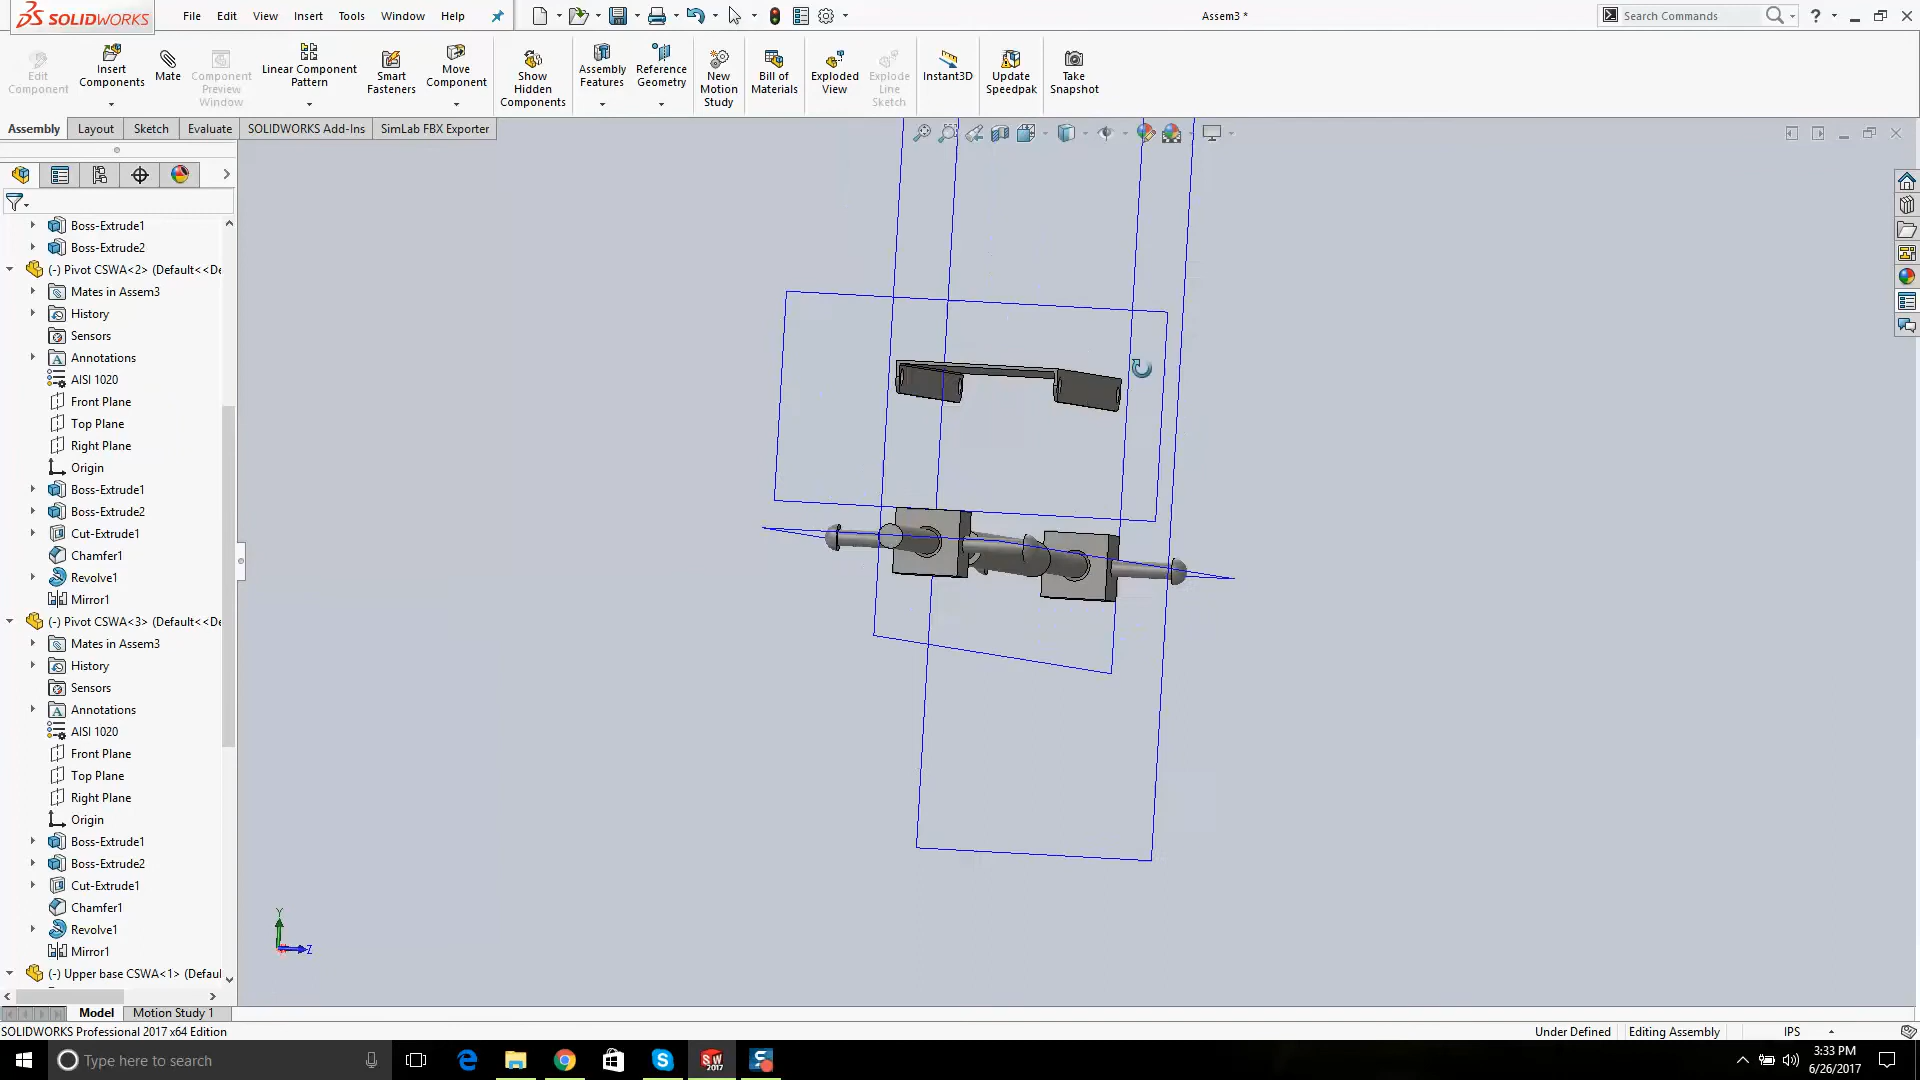 SOLIDWORKS
File Edit View Insert Tools Window Help
Assem3 *
Search Commands
Edit Component
Insert Components
Mate
Component Preview Window
Linear Component Pattern
Smart Fasteners
Move Component
Show Hidden Components
Assembly Features
Reference Geometry
New Motion Study
Bill of Materials
Exploded View
Explode Line Sketch
Instant3D
Update Speedpak
Take Snapshot
Assembly Layout Sketch Evaluate SOLIDWORKS Add-Ins SimLab FBX Exporter
Boss-Extrude1
Boss-Extrude2
(-) Pivot CSWA<2> (Default<<De
Mates in Assem3
History
Sensors
Annotations
AISI 1020
Front Plane
Top Plane
Right Plane
Origin
Boss-Extrude1
Boss-Extrude2
Cut-Extrude1
Chamfer1
Revolve1
Mirror1
(-) Pivot CSWA<3> (Default<<De
Mates in Assem3
History
Sensors
Annotations
AISI 1020
Front Plane
Top Plane
Right Plane
Origin
Boss-Extrude1
Boss-Extrude2
Cut-Extrude1
Chamfer1
Revolve1
Mirror1
(-) Upper base CSWA<1> (Defaul
Y
Z
Model Motion Study 1
SOLIDWORKS Professional 2017 x64 Edition
Under Defined Editing Assembly IPS
Type here to search
SW
2017
S
3:33 PM
6/26/2017